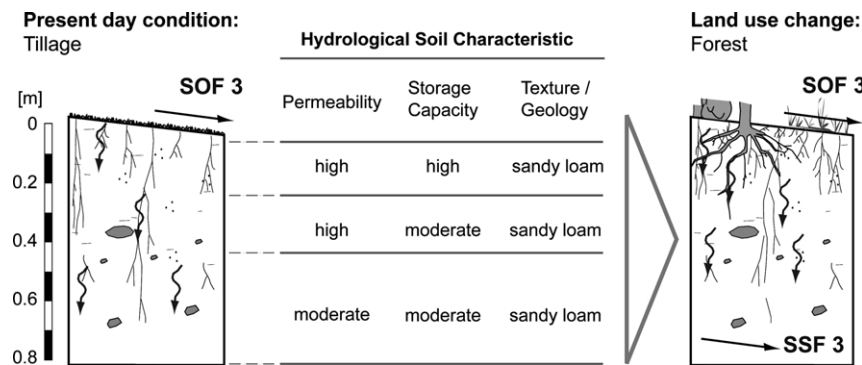 Present day condition:
Tillage
Hydrological Soil Characteristic
Land use change:
Forest
SOF 3
SOF 3
[m]
Permeability
Storage
Capacity
Texture /
Geology
0
0.2
0.4
0.6
0.8
high high sandy loam
high moderate sandy loam
moderate moderate sandy loam
SSF 3